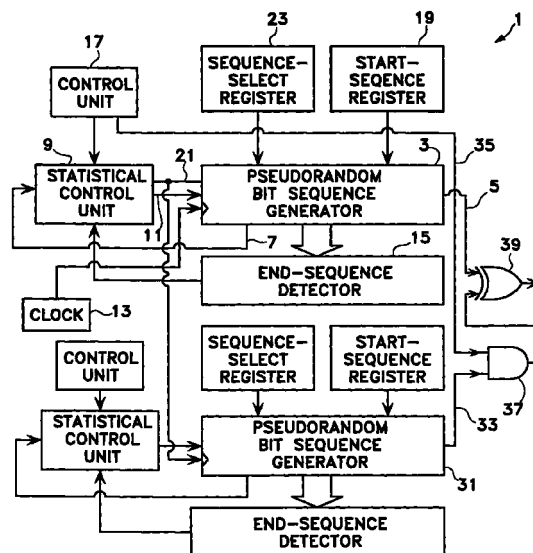 23
19
1
17
SEQUENCE-
SELECT
REGISTER
START-
SEQENCE
REGISTER
CONTROL
UNIT
3
35
9
21
STATISTICAL
CONTROL
UNIT
PSEUDORANDOM
BIT SEQUENCE
GENERATOR
5
11
7
15
39
END-SEQUENCE
DETECTOR
CLOCK
13
SEQUENCE-
SELECT
REGISTER
START-
SEQUENCE
REGISTER
CONTROL
UNIT
37
STATISTICAL
CONTROL
UNIT
PSEUDORANDOM
BIT SEQUENCE
GENERATOR
33
31
END-SEQUENCE
DETECTOR